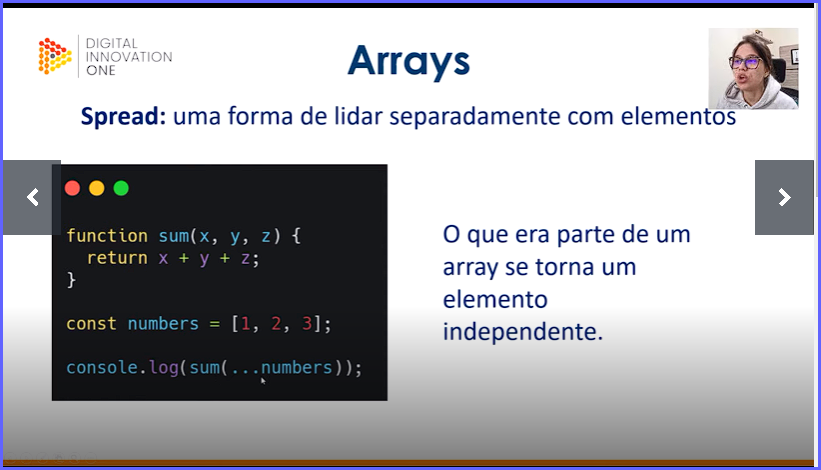 DIGITAL
INNOVATION
ONE
Arrays
Spread: uma forma de lidar separadamente com elementos
function sum(x, y, z) {
  return x + y + z;
}
const numbers = [1, 2, 3];
console.log(sum(...numbers));
O que era parte de um
array se torna um
elemento
independente.